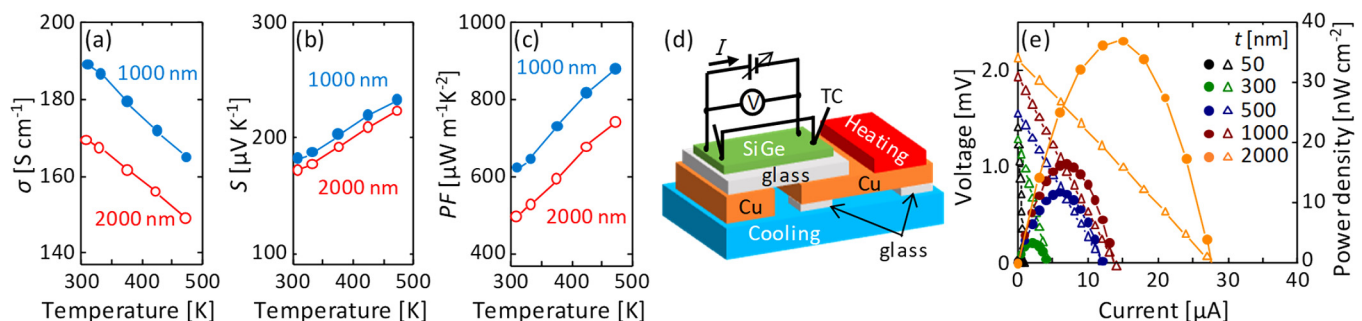 (a)
200
180
160
140
σ [S cm⁻¹]
1000 nm
2000 nm
300 400 500
Temperature [K]
(b)
300
200
100
S [μV K⁻¹]
1000 nm
2000 nm
300 400 500
Temperature [K]
(c)
1000
800
600
400
PF [μW m⁻¹K⁻²]
1000 nm
2000 nm
300 400 500
Temperature [K]
(d)
I
V
TC
SiGe
Heating
glass
Cu
Cu
Cooling
glass
(e)
t [nm]
50
300
500
1000
2000
2.0
1.0
0
Voltage [mV]
40
30
20
10
0
Power density [nW cm⁻²]
0 10 20 30 40
Current [μA]